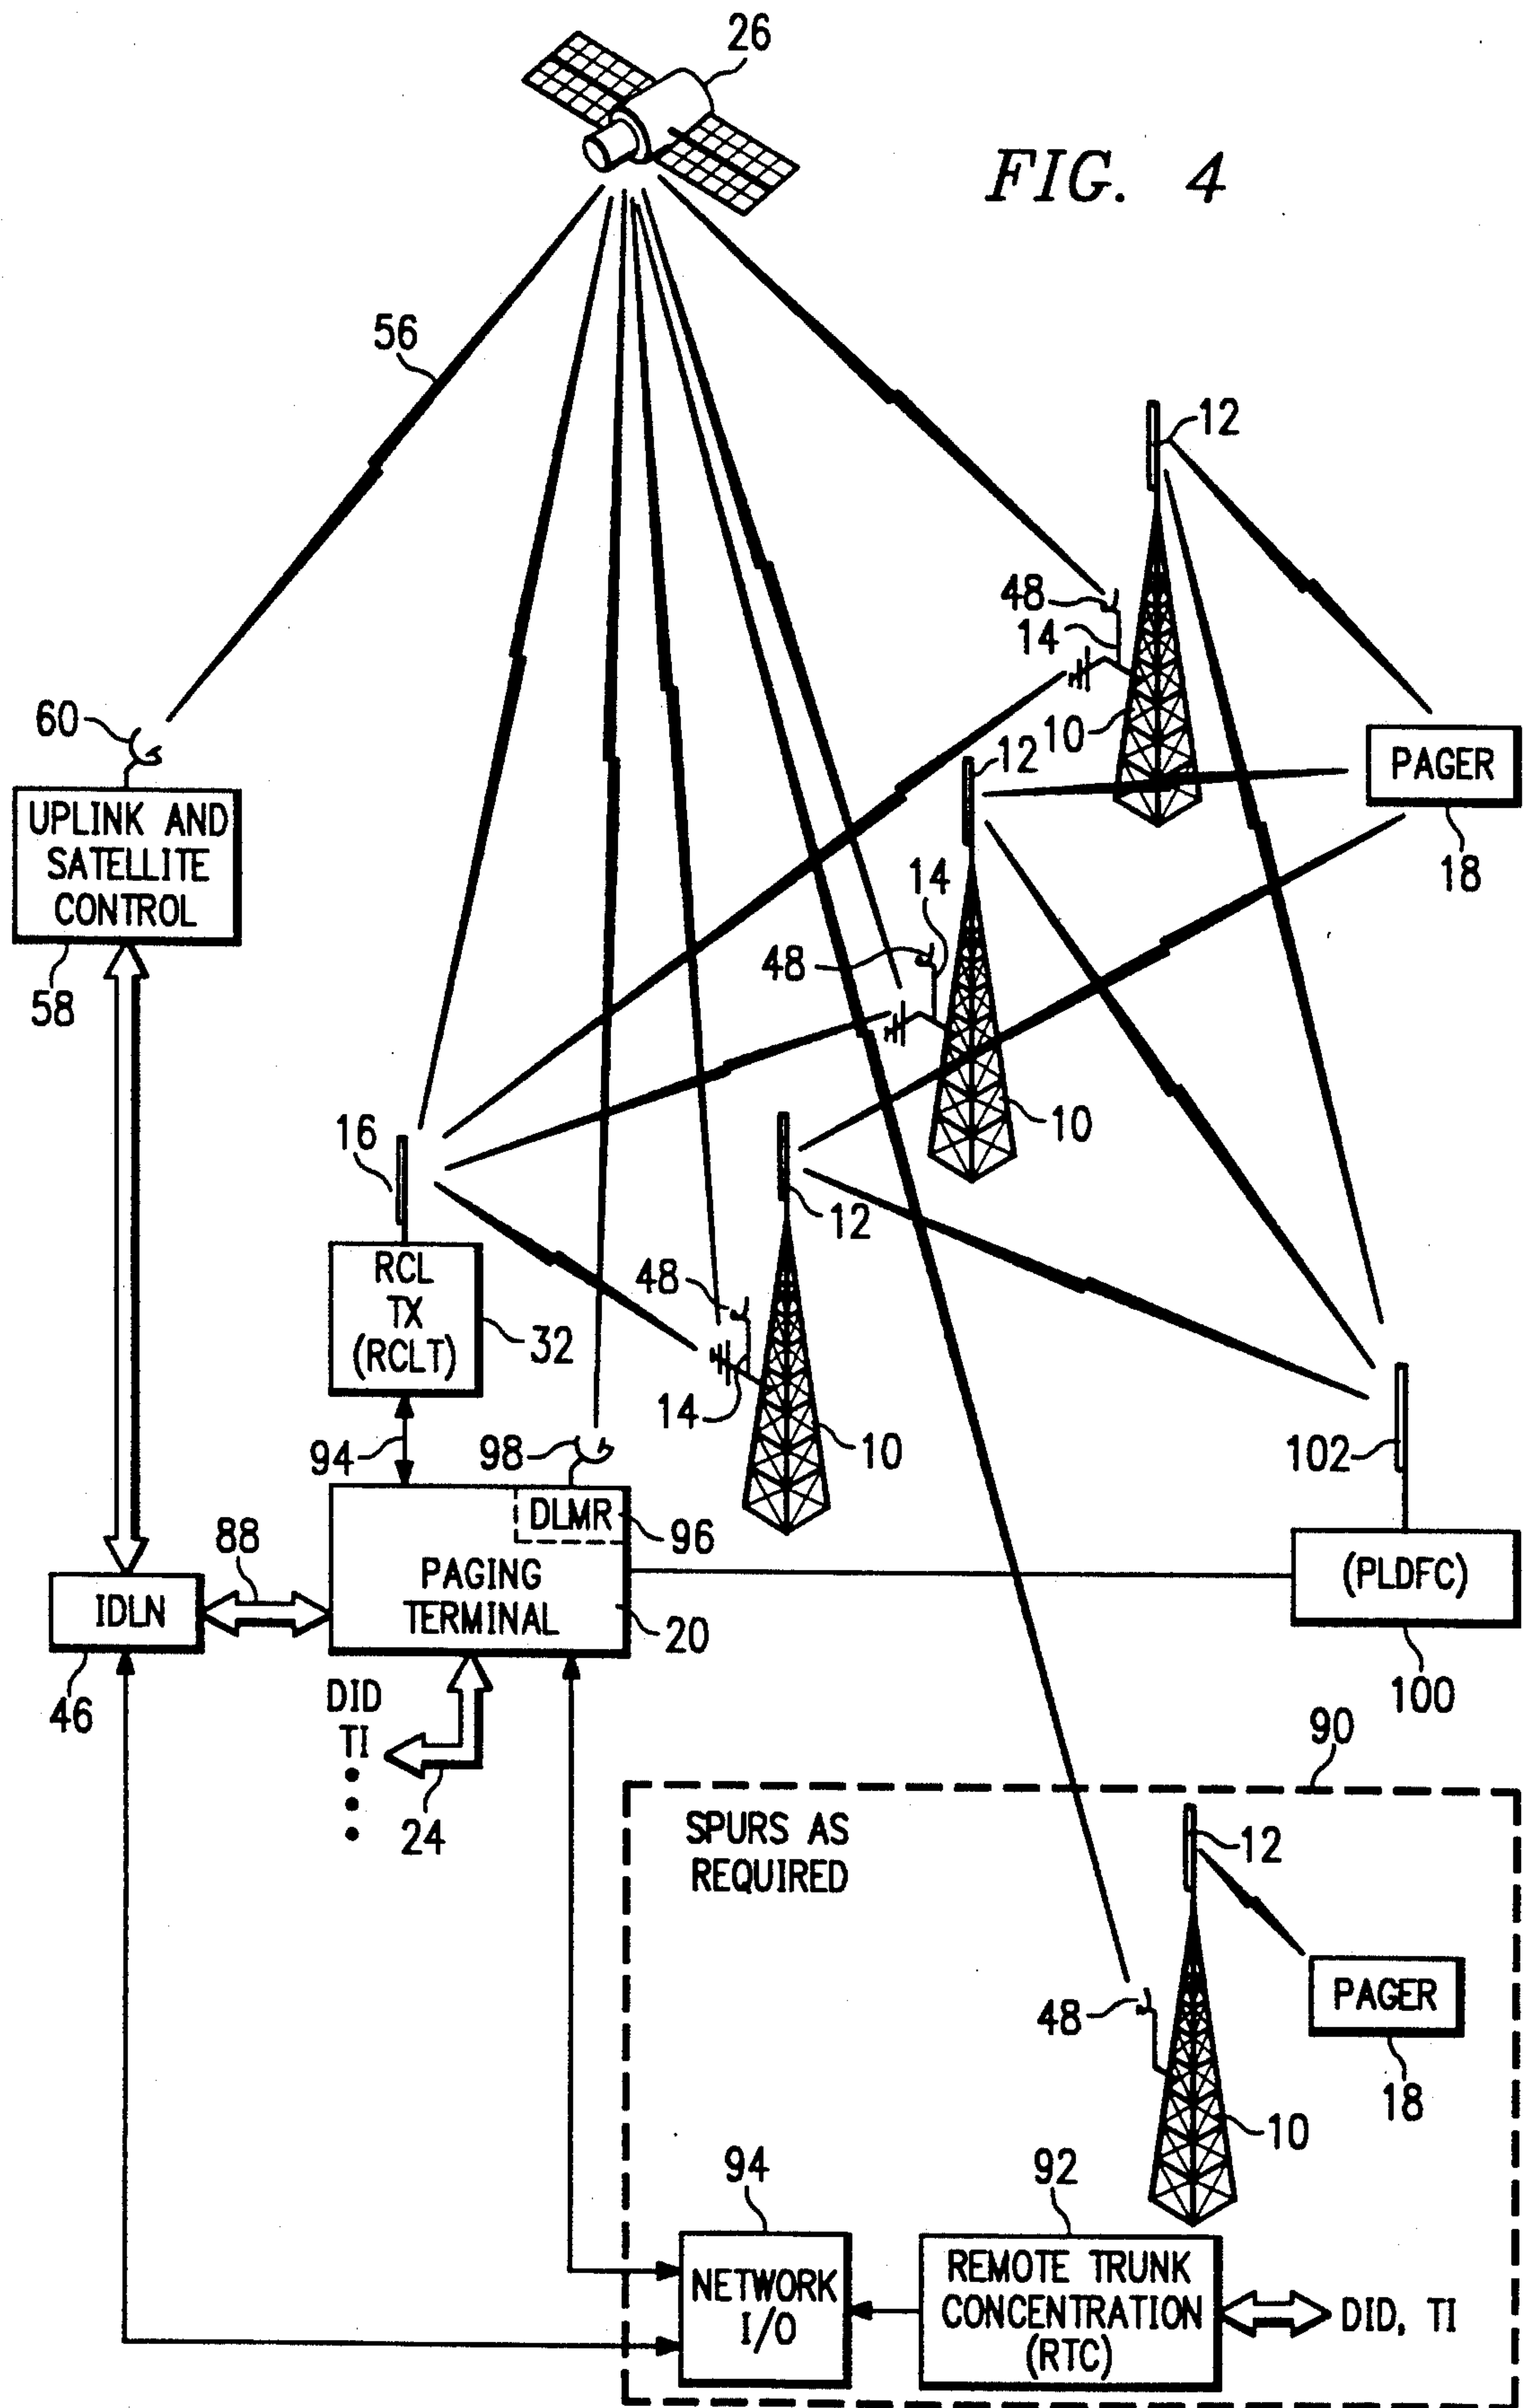 26
FIG. 4
56
12
48
14
60
10
12
PAGER
UPLINK AND
SATELLITE
CONTROL
18
14
48
58
16
10
12
RCL
TX
(RCLT)
48
32
14
94
98
10
102
DLMR
96
88
PAGING
TERMINAL
(PLDFC)
IDLN
20
46
100
DID
TI
90
24
SPURS AS
REQUIRED
12
48
PAGER
18
10
94
92
NETWORK
I/O
REMOTE TRUNK
CONCENTRATION
(RTC)
DID, TI